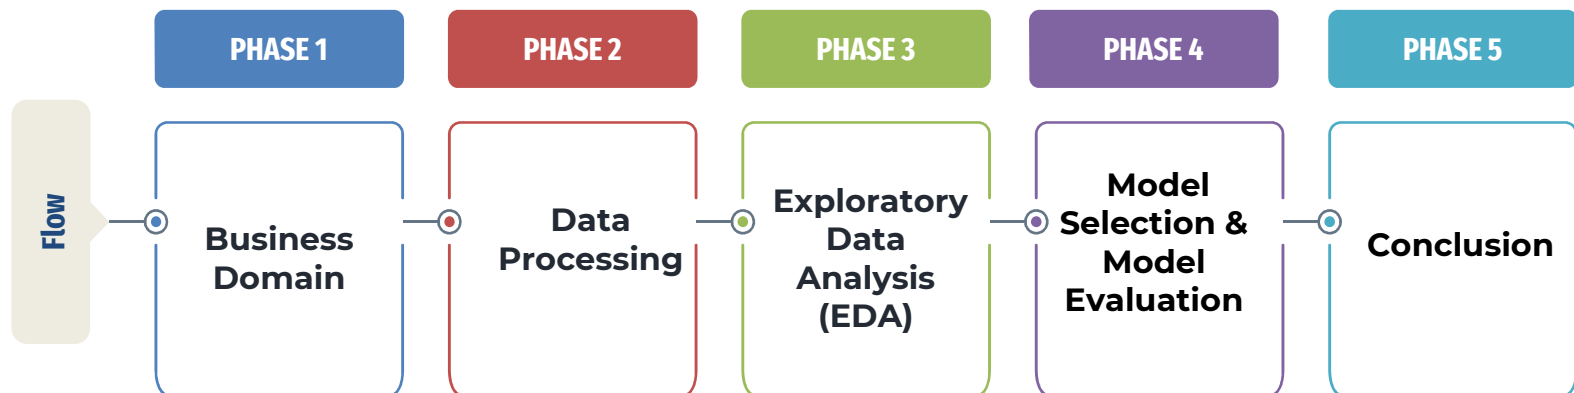 PHASE 1
PHASE 2
PHASE 3
PHASE 4
PHASE 5
Flow
Business
Domain
Data
Processing
Exploratory
Data
Analysis
(EDA)
Model
Selection &
Model
Evaluation
Conclusion